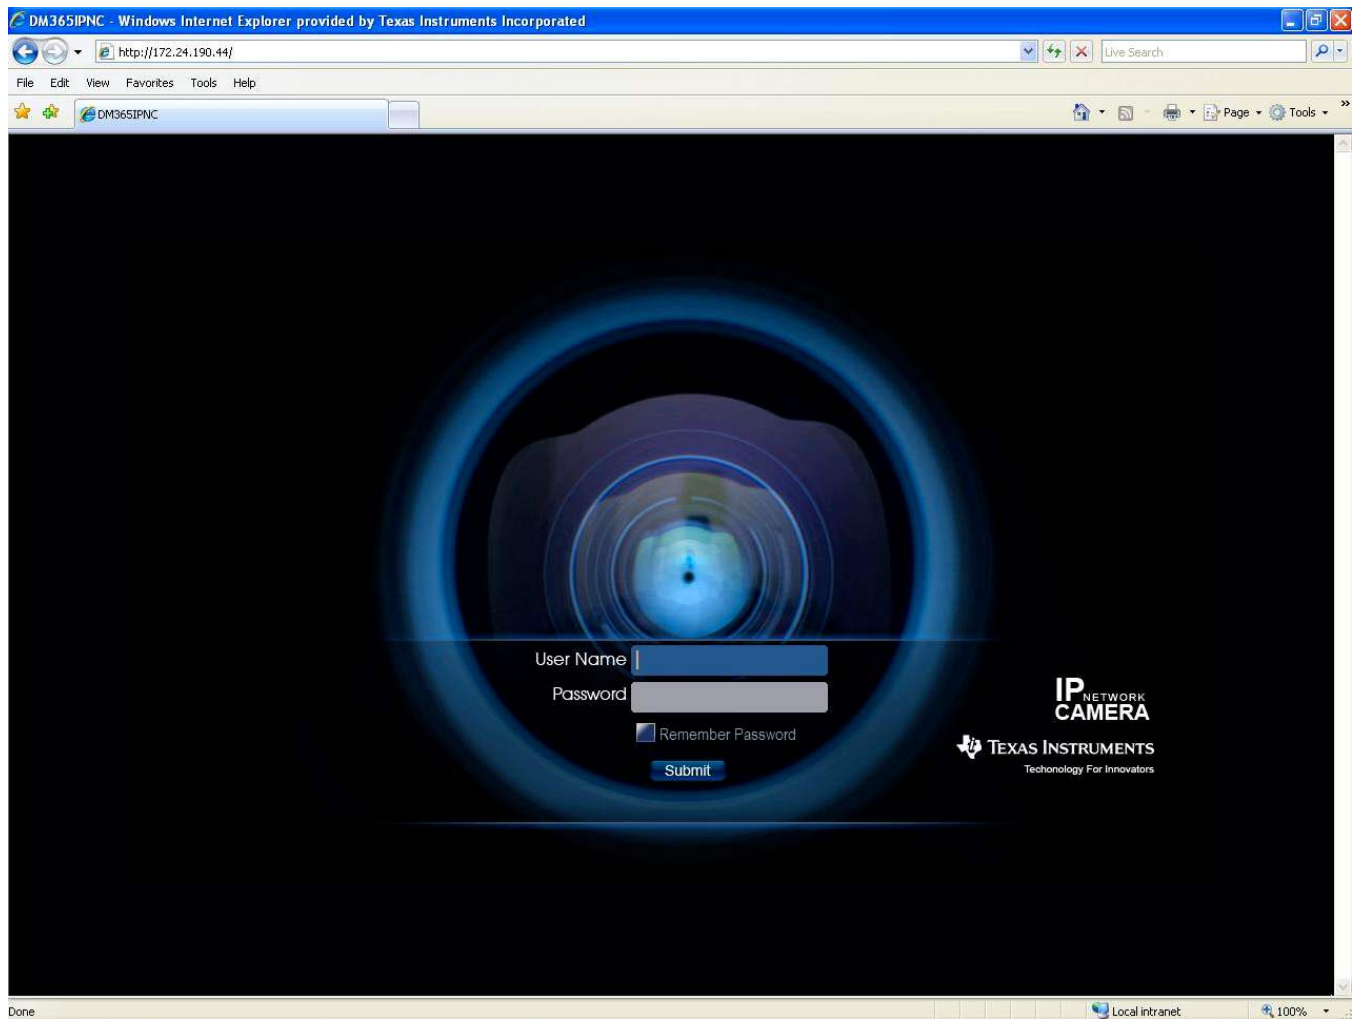 DM365IPNC - Windows Internet Explorer provided by Texas Instruments Incorporated
http://172.24.190.44/
Live Search
File Edit View Favorites Tools Help
DM365IPNC
Page Tools
User Name
Password
Remember Password
Submit
IP NETWORK
CAMERA
TEXAS INSTRUMENTS
Techonology For Innovators
Done
Local intranet
100%